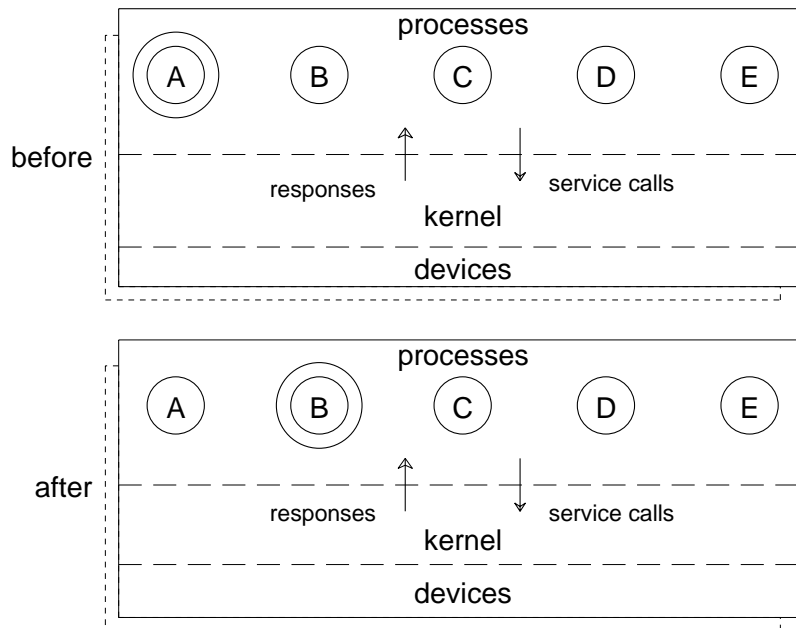 processes
A B C D E
before
responses service calls
kernel
devices
processes
A B C D E
after
responses service calls
kernel
devices